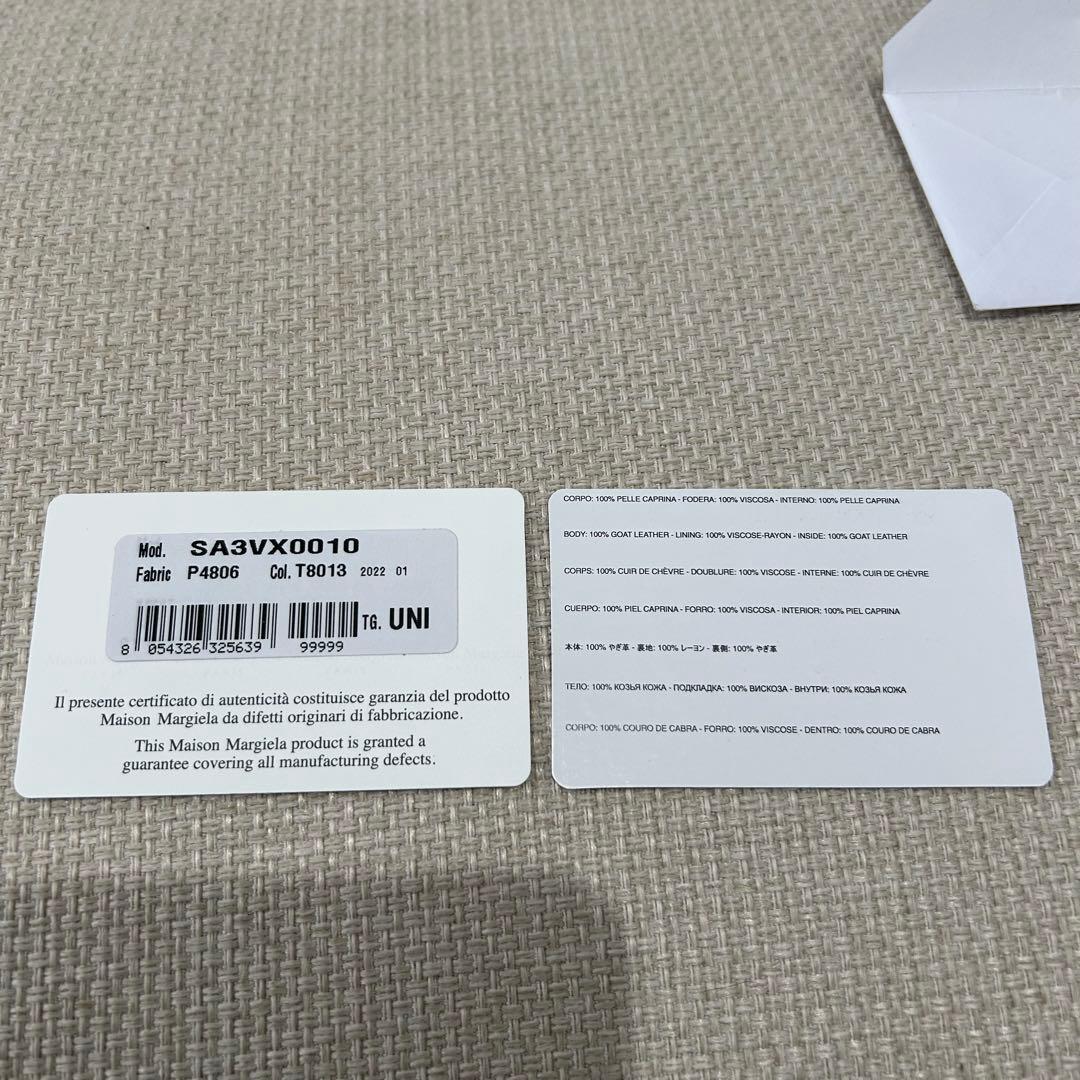 Mod. SA3VX0010
Fabric P4806 Col. T8013 2022 01
TG. UNI
8 054326 325639 99999
Il presente certificato di autenticità costituisce garanzia del prodotto
Maison Margiela da difetti originari di fabbricazione.
This Maison Margiela product is granted a
guarantee covering all manufacturing defects.
CORPO: 100% PELLE CAPRINA - FODERA: 100% VISCOSA - INTERNO: 100% PELLE CAPRINA
BODY: 100% GOAT LEATHER - LINING: 100% VISCOSE-RAYON - INSIDE: 100% GOAT LEATHER
CORPS: 100% CUIR DE CHÈVRE - DOUBLURE: 100% VISCOSE - INTERNE: 100% CUIR DE CHÈVRE
CUERPO: 100% PIEL CAPRINA - FORRO: 100% VISCOSA - INTERIOR: 100% PIEL CAPRINA
本体: 100% やぎ革 - 裏地: 100% レーヨン - 裏側: 100% やぎ革
ТЕЛО: 100% КОЗЬЯ КОЖА - ПОДКЛАДКА: 100% ВИСКОЗА - ВНУТРИ: 100% КОЗЬЯ КОЖА
CORPO: 100% COURO DE CABRA - FORRO: 100% VISCOSE - DENTRO: 100% COURO DE CABRA